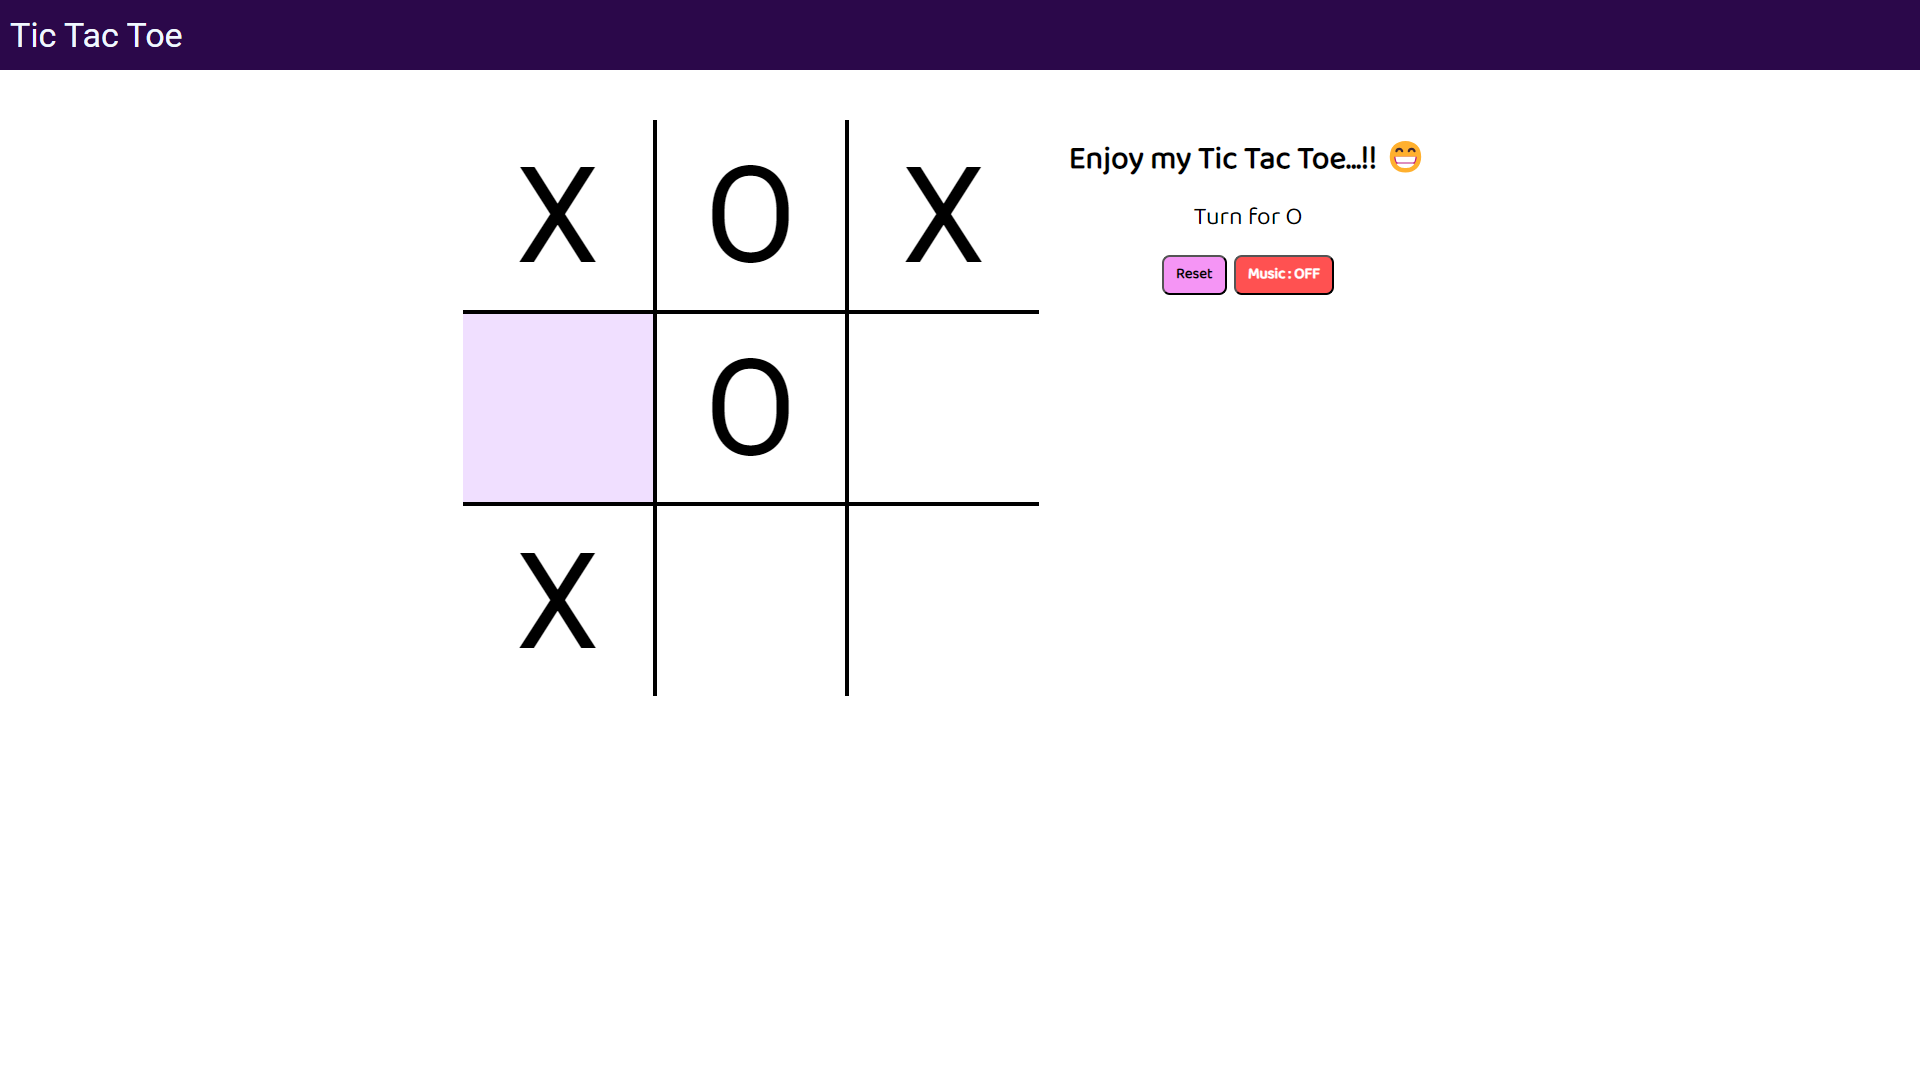 Tic Tac Toe
X O X
O
X
Enjoy my Tic Tac Toe...!! 😁
Turn for O
Reset Music : OFF